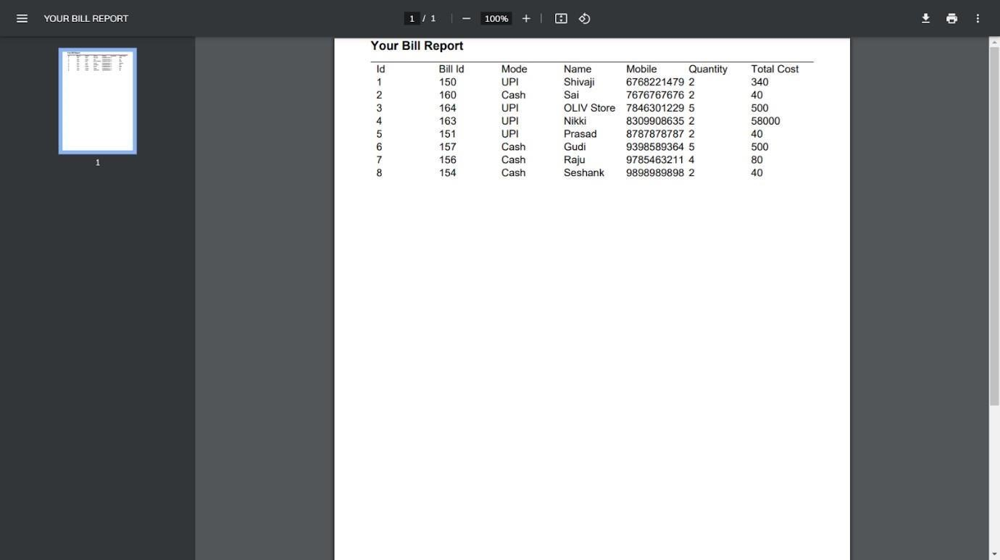 YOUR BILL REPORT 1 / 1 100%
1
Your Bill Report
Id Bill Id Mode Name Mobile Quantity Total Cost
1 150 UPI Shivaji 6768221479 2 340
2 160 Cash Sai 7676767676 2 40
3 164 UPI OLIV Store 7846301229 5 500
4 163 UPI Nikki 8309908635 2 58000
5 151 UPI Prasad 8787878787 2 40
6 157 Cash Gudi 9398589364 5 500
7 156 Cash Raju 9785463211 4 80
8 154 Cash Seshank 9898989898 2 40